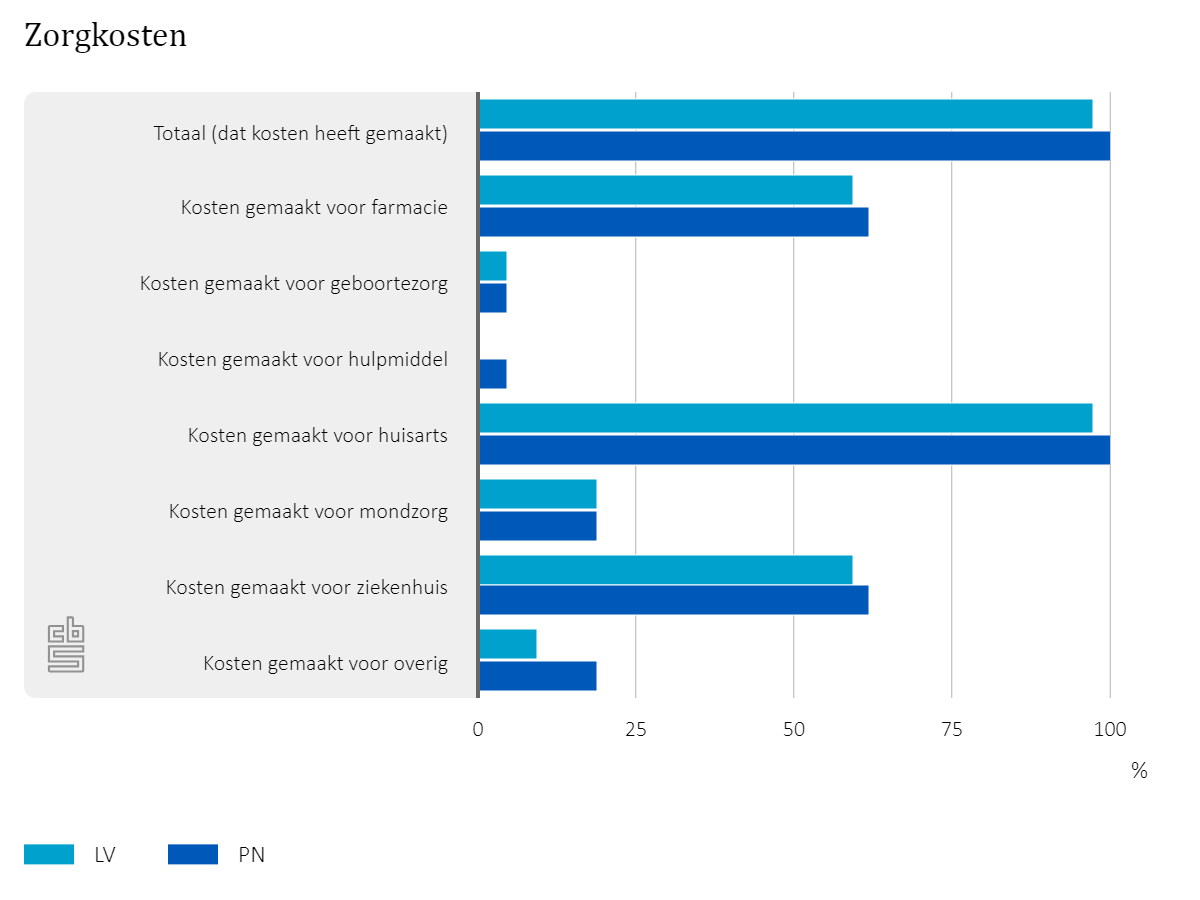 Zorgkosten
Totaal (dat kosten heeft gemaakt)
Kosten gemaakt voor farmacie
Kosten gemaakt voor geboortezorg
Kosten gemaakt voor hulpmiddel
Kosten gemaakt voor huisarts
Kosten gemaakt voor mondzorg
Kosten gemaakt voor ziekenhuis
cbs
Kosten gemaakt voor overig
0 25 50 75 100
%
LV PN